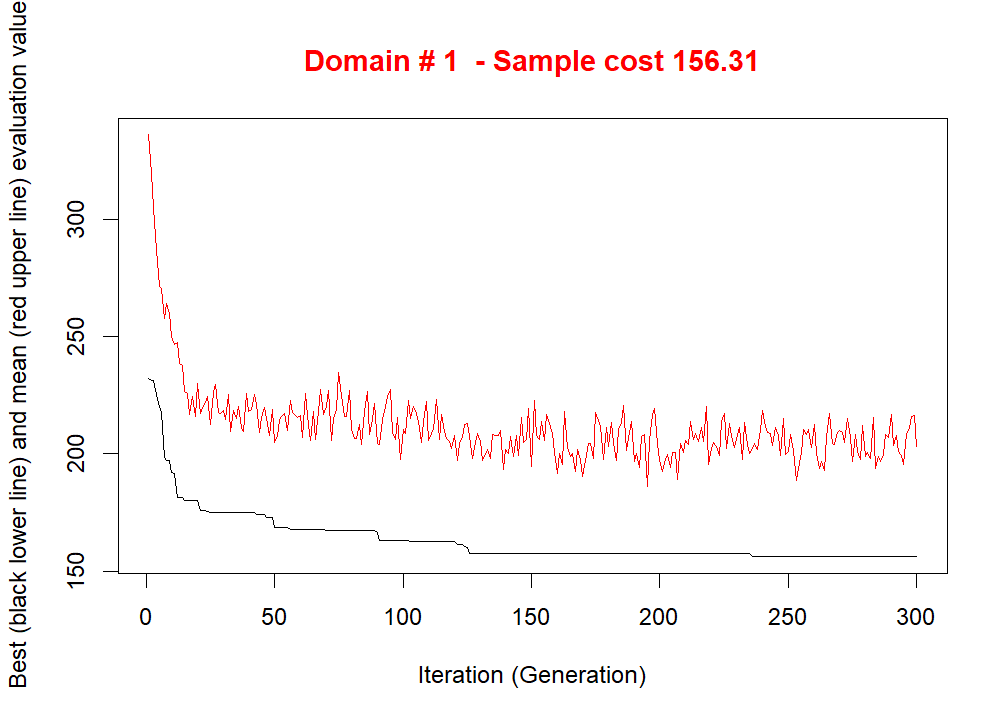 Domain # 1  - Sample cost 156.31
Best (black lower line) and mean (red upper line) evaluation value
300
250
200
150
0 50 100 150 200 250 300
Iteration (Generation)